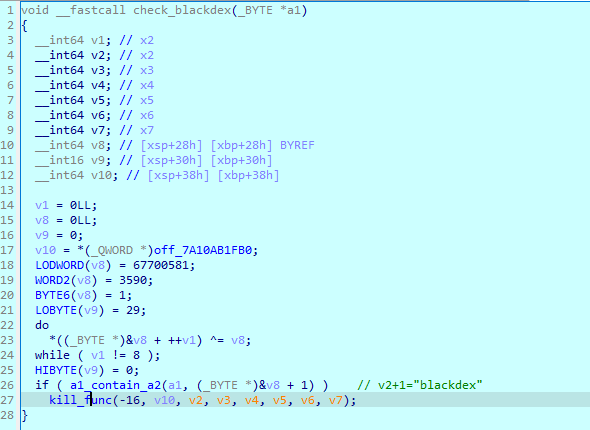 1 void __fastcall check_blackdex(_BYTE *a1)
2 {
3 __int64 v1; // x2
4 __int64 v2; // x2
5 __int64 v3; // x3
6 __int64 v4; // x4
7 __int64 v5; // x5
8 __int64 v6; // x6
9 __int64 v7; // x7
10 __int64 v8; // [xsp+28h] [xbp+28h] BYREF
11 __int16 v9; // [xsp+30h] [xbp+30h]
12 __int64 v10; // [xsp+38h] [xbp+38h]
13
14 v1 = 0LL;
15 v8 = 0LL;
16 v9 = 0;
17 v10 = *(_QWORD *)off_7A10AB1FB0;
18 LODWORD(v8) = 67700581;
19 WORD2(v8) = 3590;
20 BYTE6(v8) = 1;
21 LOBYTE(v9) = 29;
22 do
23 *((_BYTE *)&v8 + ++v1) ^= v8;
24 while ( v1 != 8 );
25 HIBYTE(v9) = 0;
26 if ( a1_contain_a2(a1, (_BYTE *)&v8 + 1) ) // v2+1="blackdex"
27 kill_func(-16, v10, v2, v3, v4, v5, v6, v7);
28 }